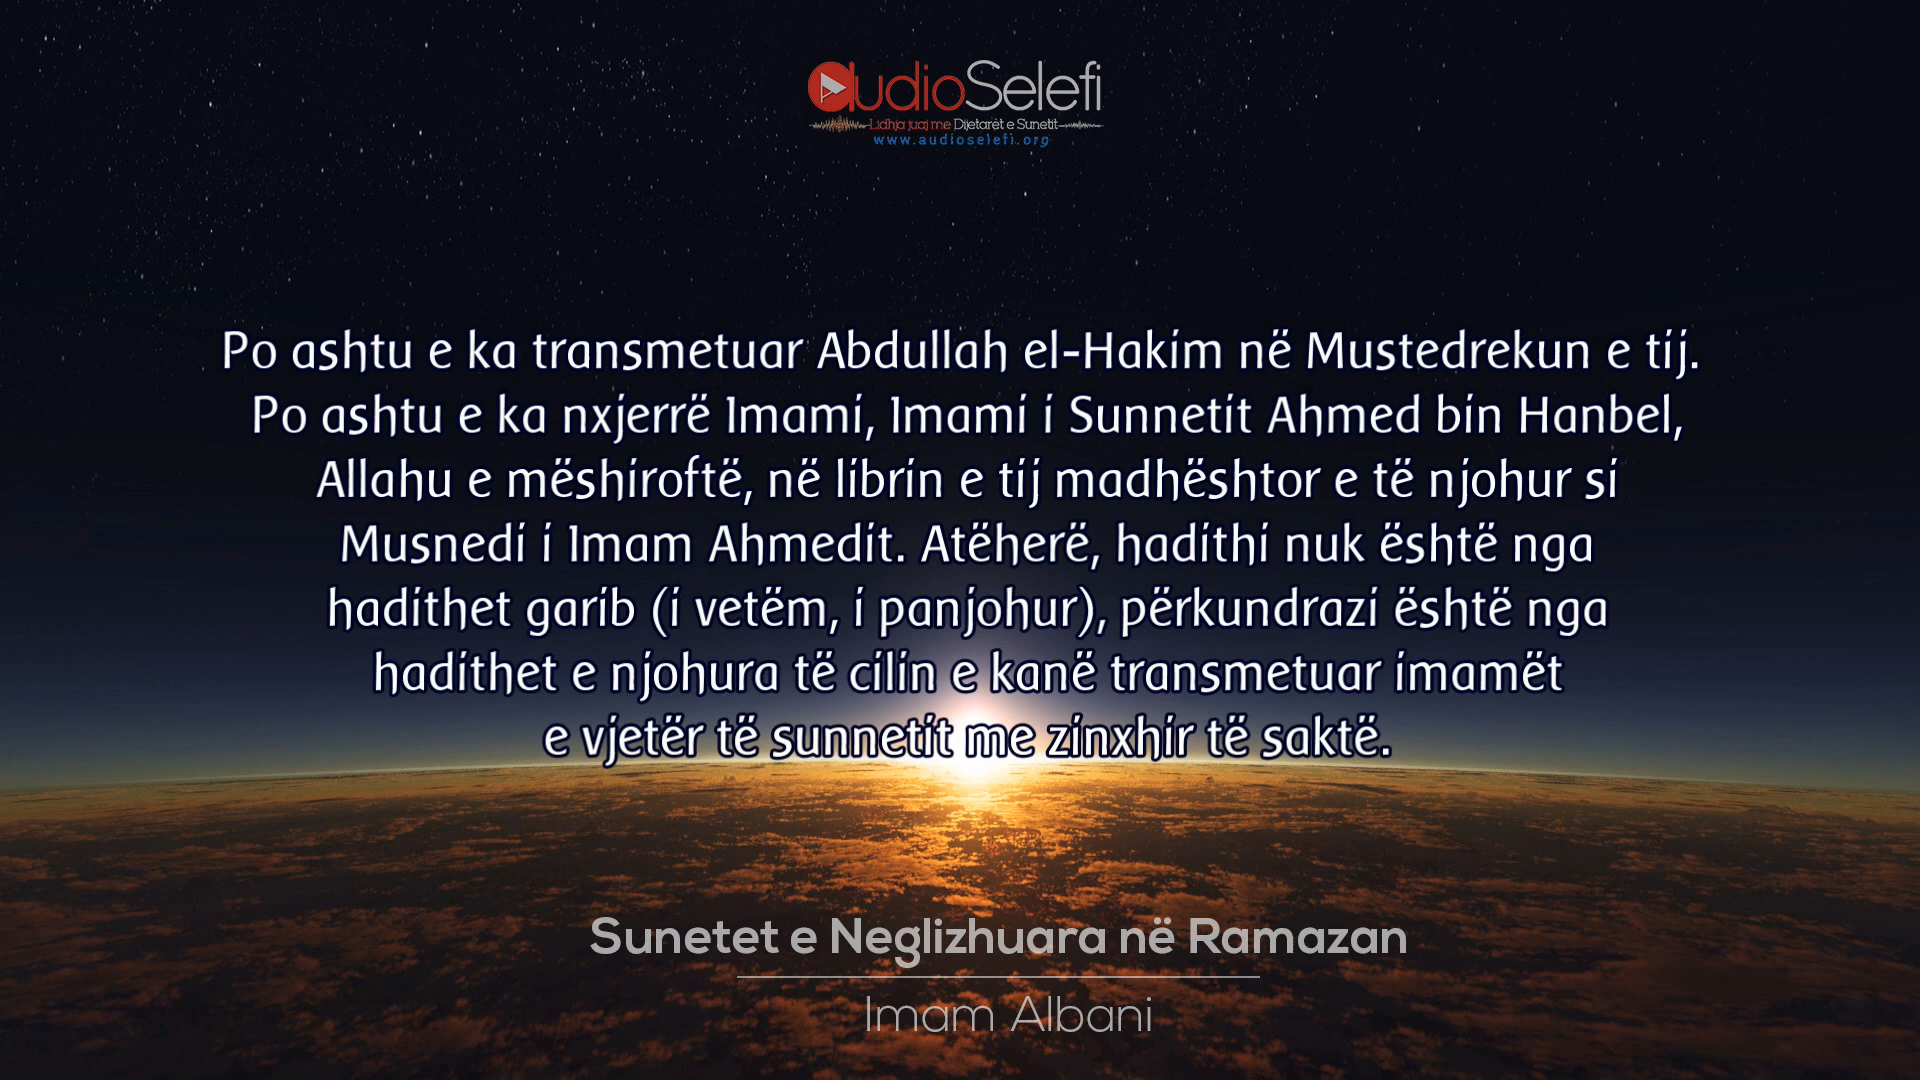 audioSelefi
Lidhja juaj me Dijetarët e Sunetit
www.audioselefi.org
Po ashtu e ka transmetuar Abdullah el-Hakim në Mustedrekun e tij.
Po ashtu e ka nxjerrë Imami, Imami i Sunnetit Ahmed bin Hanbel,
Allahu e mëshiroftë, në librin e tij madhështor e të njohur si
Musnedi i Imam Ahmedit. Atëherë, hadithi nuk është nga
hadithet garib (i vetëm, i panjohur), përkundrazi është nga
hadithet e njohura të cilin e kanë transmetuar imamët
e vjetër të sunnetit me zinxhir të saktë.
Sunetet e Neglizhuara në Ramazan
Imam Albani